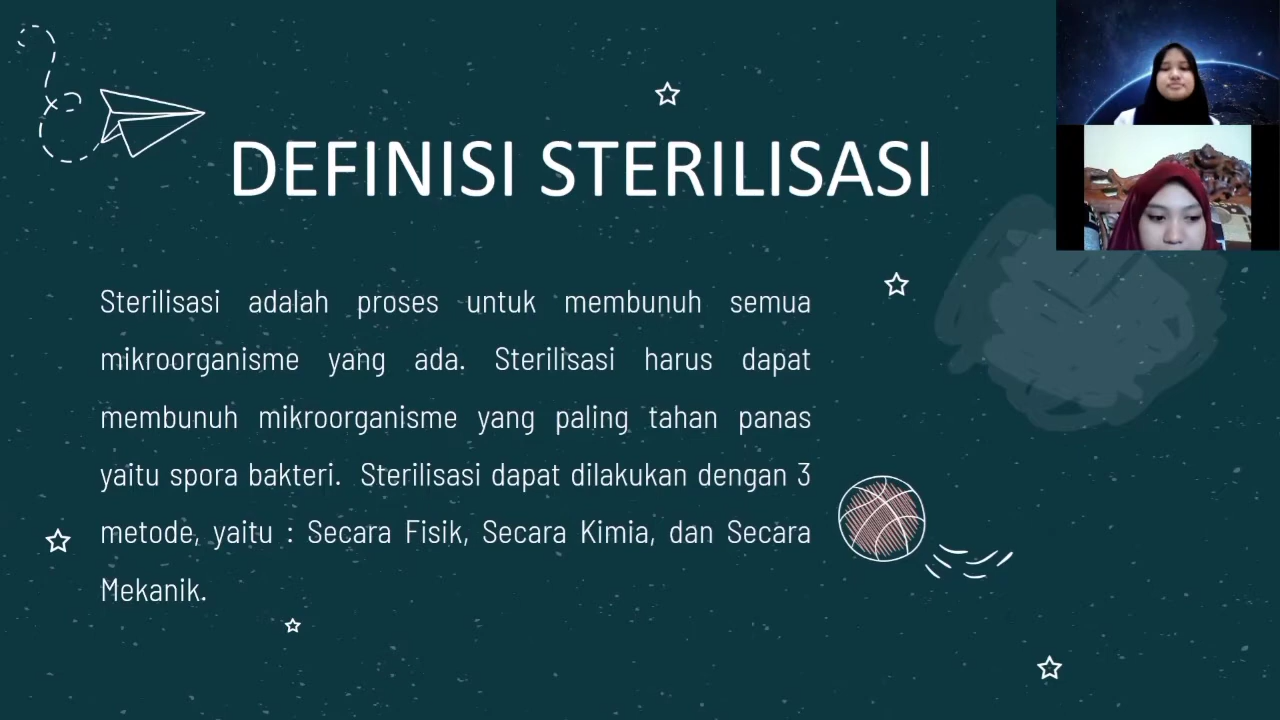 DEFINISI STERILISASI
Sterilisasi adalah proses untuk membunuh semua
mikroorganisme yang ada. Sterilisasi harus dapat
membunuh mikroorganisme yang paling tahan panas
yaitu spora bakteri. Sterilisasi dapat dilakukan dengan 3
metode, yaitu : Secara Fisik, Secara Kimia, dan Secara
Mekanik.